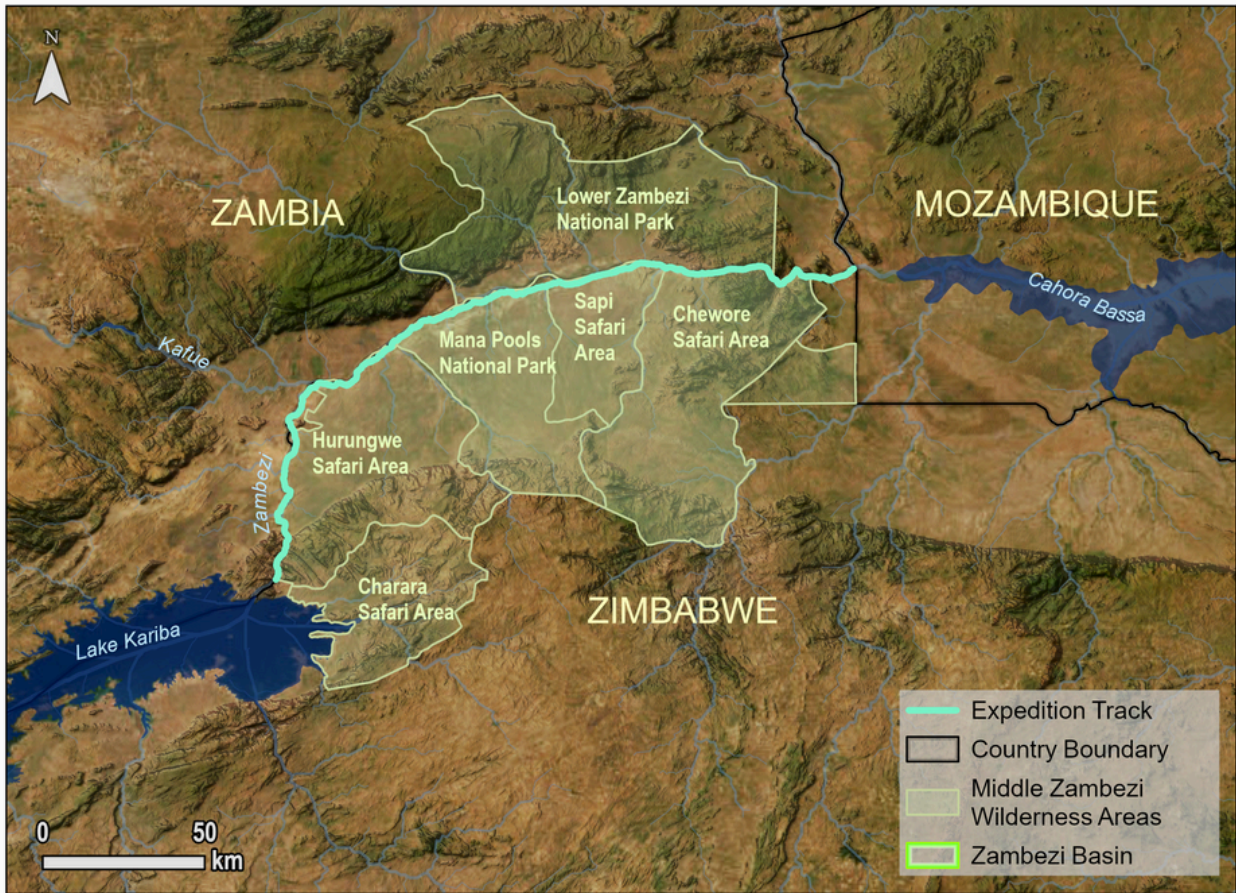 N
ZAMBIA
MOZAMBIQUE
Lower Zambezi
National Park
Cahora Bassa
Sapi
Safari
Area
Chewore
Safari Area
Mana Pools
National Park
Kafue
Hurungwe
Safari Area
Zambezi
Charara
Safari Area
ZIMBABWE
Lake Kariba
Expedition Track
Country Boundary
Middle Zambezi
Wilderness Areas
Zambezi Basin
0 50
km